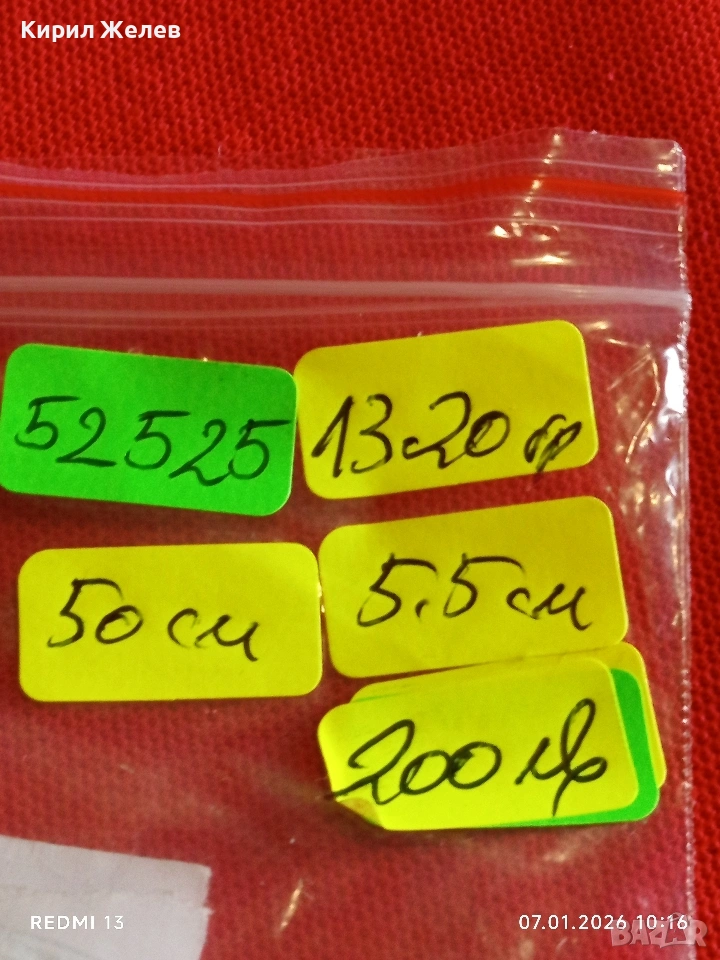 Кирил Желев
52525
13.20 гр
50 см
5.5 см
200 лв
REDMI 13
07.01.2026 10:16
BAZAR